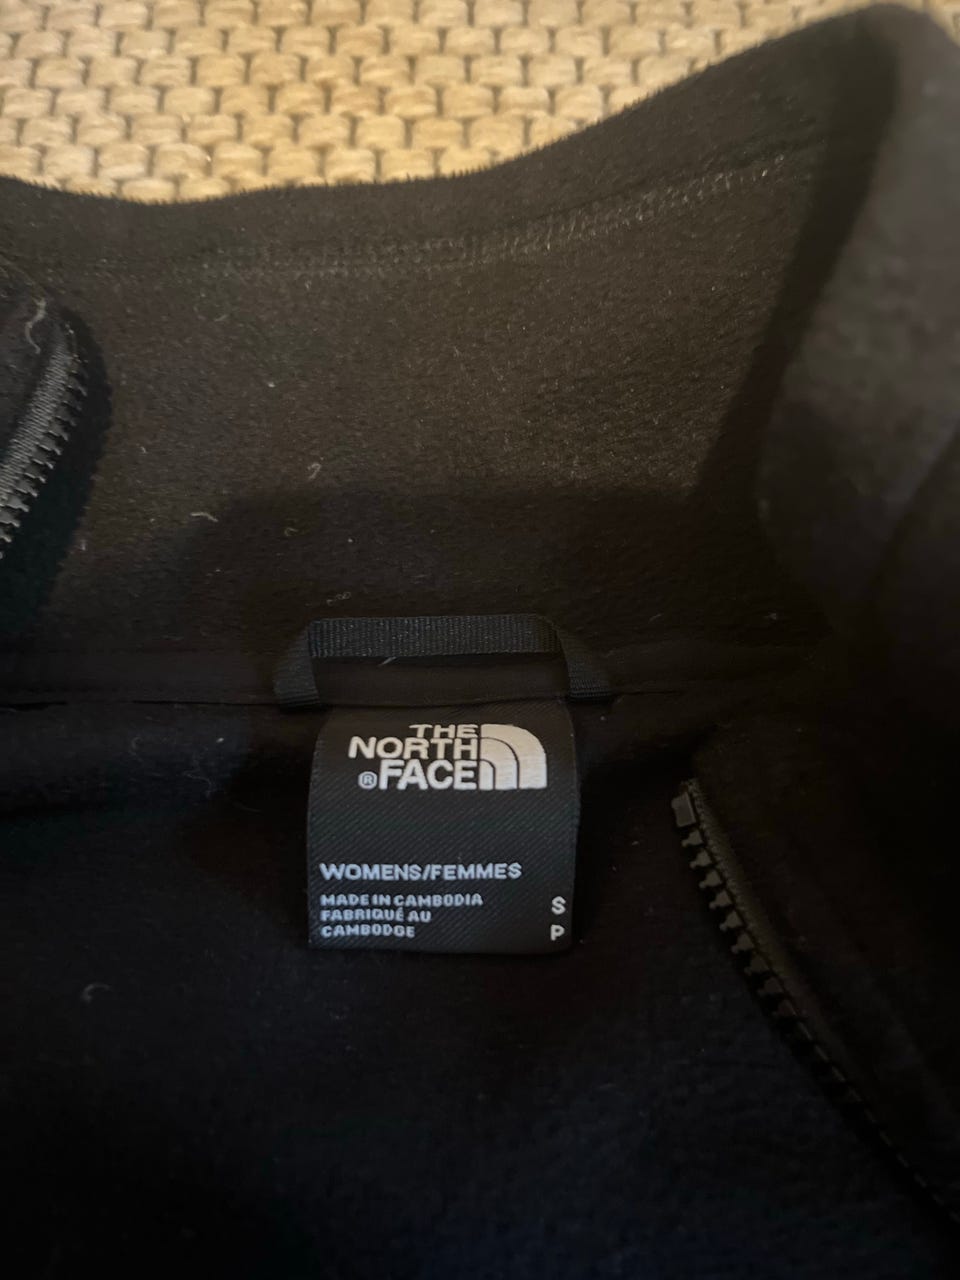 THE
NORTH
®FACE
WOMENS/FEMMES
MADE IN CAMBODIA
FABRIQUÉ AU
CAMBODGE
S
P